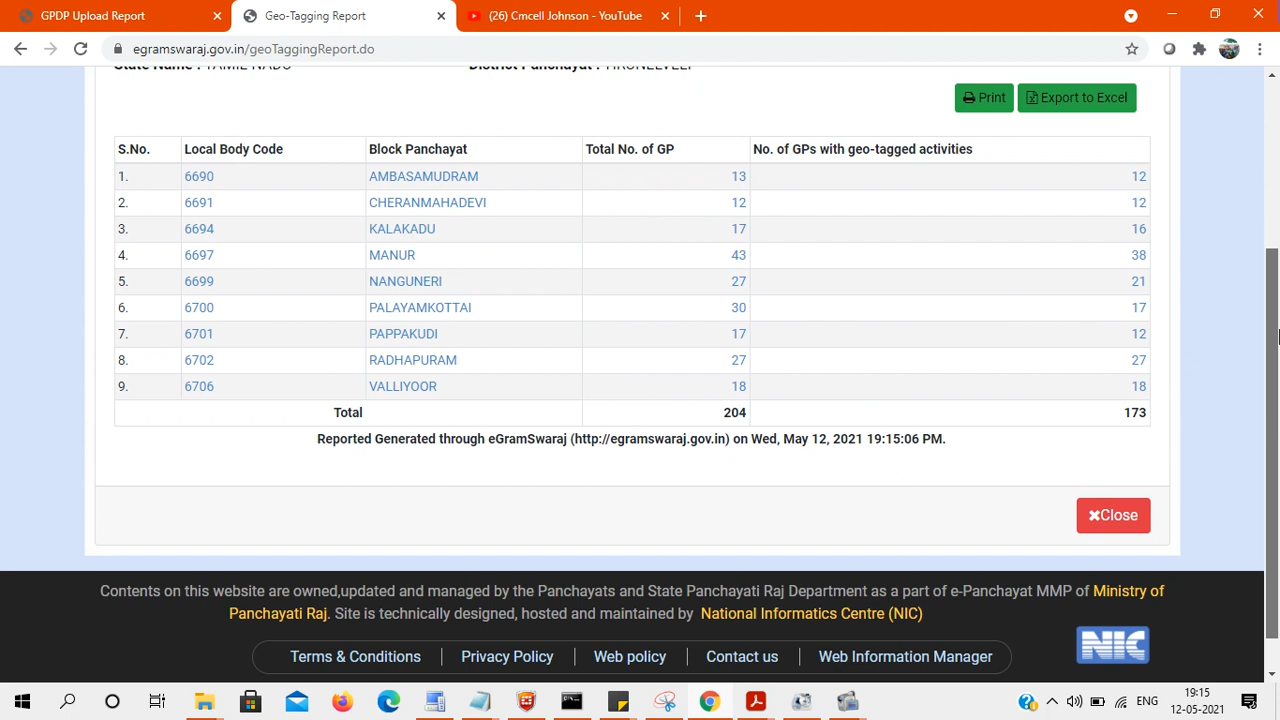 GPDP Upload Report
Geo-Tagging Report
(26) Cmcell Johnson - YouTube
egramswaraj.gov.in/geoTaggingReport.do
State Name : TAMIL NADU District Panchayat : TIRUNELVELI
Print Export to Excel
S.No. Local Body Code Block Panchayat Total No. of GP No. of GPs with geo-tagged activities
1. 6690 AMBASAMUDRAM 13 12
2. 6691 CHERANMAHADEVI 12 12
3. 6694 KALAKADU 17 16
4. 6697 MANUR 43 38
5. 6699 NANGUNERI 27 21
6. 6700 PALAYAMKOTTAI 30 17
7. 6701 PAPPAKUDI 17 12
8. 6702 RADHAPURAM 27 27
9. 6706 VALLIYOOR 18 18
Total 204 173
Reported Generated through eGramSwaraj (http://egramswaraj.gov.in) on Wed, May 12, 2021 19:15:06 PM.
Close
Contents on this website are owned,updated and managed by the Panchayats and State Panchayati Raj Department as a part of e-Panchayat MMP of Ministry of
Panchayati Raj. Site is technically designed, hosted and maintained by National Informatics Centre (NIC)
NIC
Terms & Conditions Privacy Policy Web policy Contact us Web Information Manager
ENG
19:15
12-05-2021